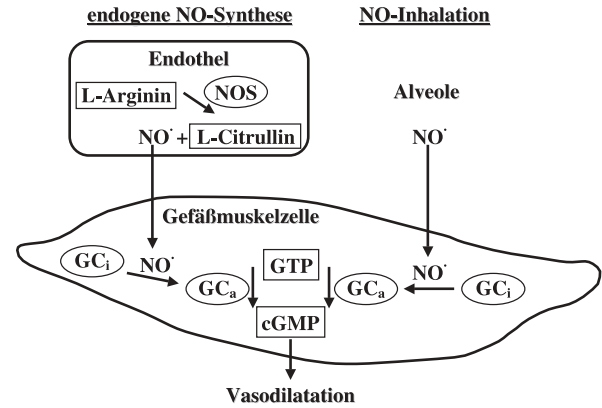 endogene NO-Synthese
NO-Inhalation
Endothel
L-Arginin
NOS
NO˙ + L-Citrullin
Alveole
NO˙
Gefäßmuskelzelle
GCi
NO˙
GCa
GTP
GCa
NO˙
GCi
cGMP
Vasodilatation